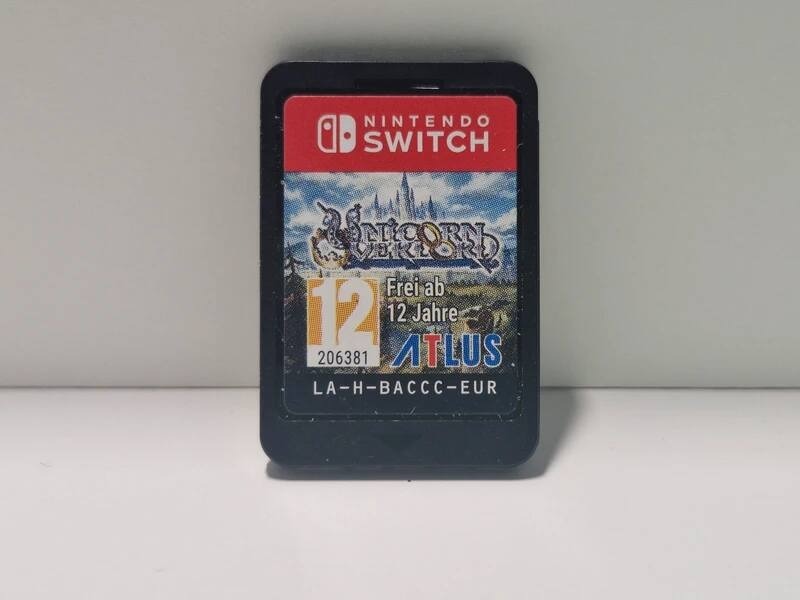 NINTENDO
SWITCH
UNICORN
OVERLORD
12
206381
Frei ab
12 Jahre
ATLUS
LA-H-BACCC-EUR